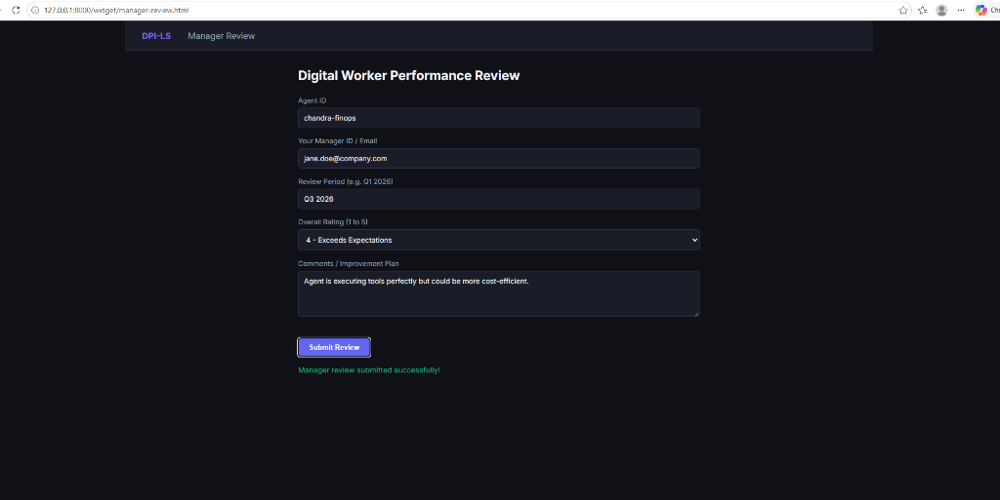 127.0.0.1:8000/widget/manager-review.html
DPI-LS Manager Review
Digital Worker Performance Review
Agent ID
chandra-finops
Your Manager ID / Email
jane.doe@company.com
Review Period (e.g. Q1 2026)
Q3 2026
Overall Rating (1 to 5)
4 - Exceeds Expectations
Comments / Improvement Plan
Agent is executing tools perfectly but could be more cost-efficient.
Submit Review
Manager review submitted successfully!